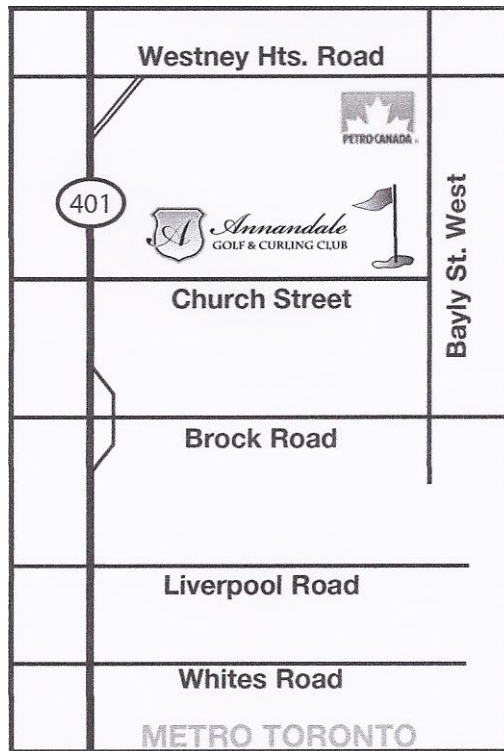 Westney Hts. Road
PETRO-CANADA
401
A
Annandale
GOLF & CURLING CLUB
Bayly St. West
Church Street
Brock Road
Liverpool Road
Whites Road
METRO TORONTO